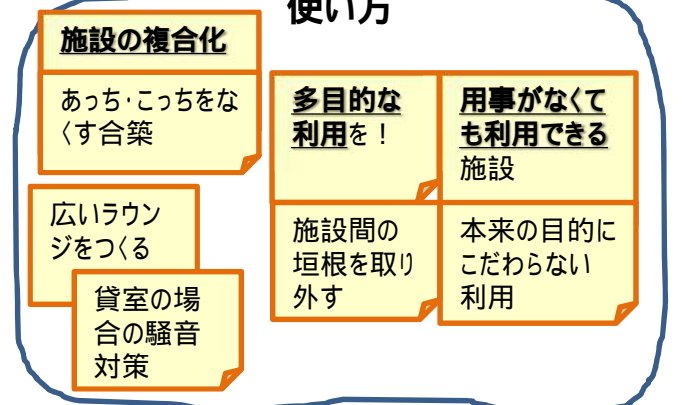 使い方
施設の複合化
あっち・こっちをな
くす合築
広いラウン
ジをつくる
貸室の場
合の騒音
対策
多目的な
利用を！
施設間の
垣根を取り
外す
用事がなくて
も利用できる
施設
本来の目的に
こだわらない
利用